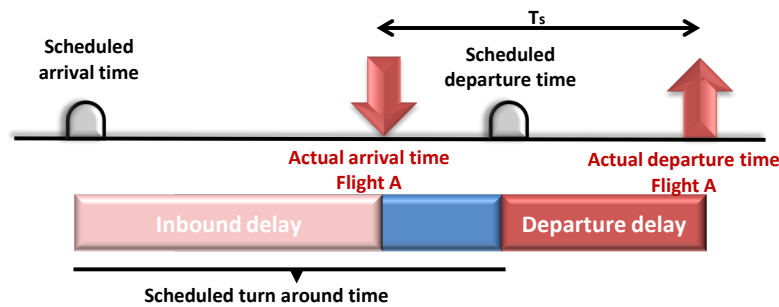 Ts
Scheduled
arrival time
Scheduled
departure time
Actual arrival time
Flight A
Actual departure time
Flight A
Inbound delay
Departure delay
Scheduled turn around time